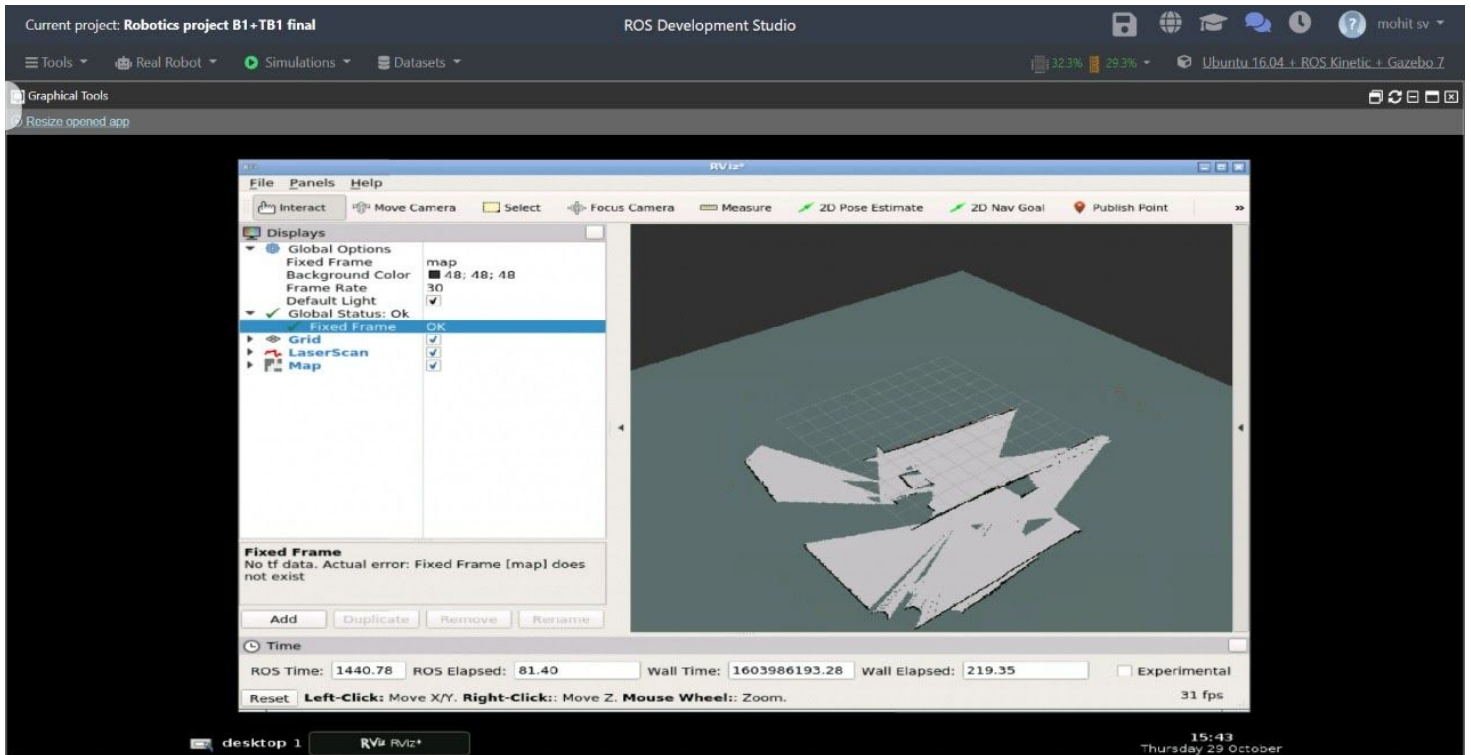 Current project: Robotics project B1+TB1 final ROS Development Studio mohit sv
Tools Real Robot Simulations Datasets 32.3% 29.3% Ubuntu 16.04 + ROS Kinetic + Gazebo 7
Graphical Tools
Resize opened app
RViz*
File Panels Help
Interact Move Camera Select Focus Camera Measure 2D Pose Estimate 2D Nav Goal Publish Point »
Displays
Global Options
Fixed Frame map
Background Color 48; 48; 48
Frame Rate 30
Default Light
Global Status: Ok
Fixed Frame OK
Grid
LaserScan
Map
Fixed Frame
No tf data. Actual error: Fixed Frame [map] does
not exist
Add Duplicate Remove Rename
Time
ROS Time: 1440.78 ROS Elapsed: 81.40 Wall Time: 1603986193.28 Wall Elapsed: 219.35 Experimental
Reset Left-Click: Move X/Y. Right-Click:: Move Z. Mouse Wheel:: Zoom. 31 fps
desktop 1 RViz RViz* 15:43
Thursday 29 October